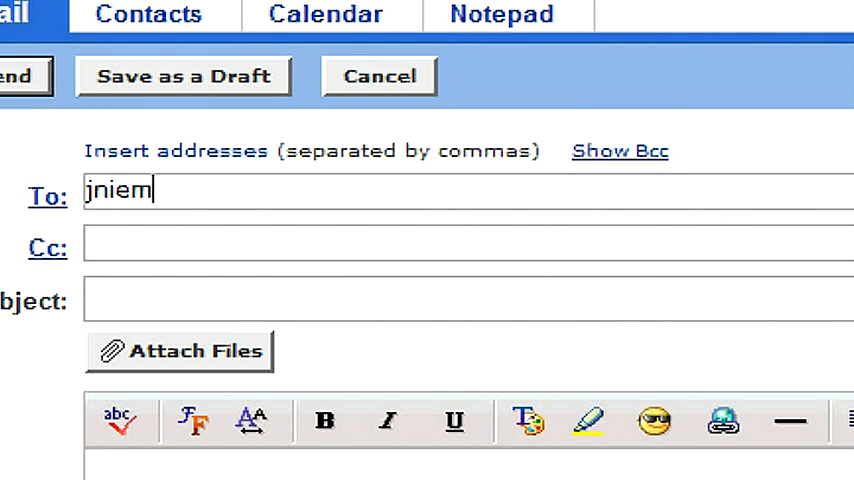 ail Contacts Calendar Notepad
end Save as a Draft Cancel
Insert addresses (separated by commas) Show Bcc
To: jniem
Cc:
bject:
Attach Files
abc F F A A B I U T